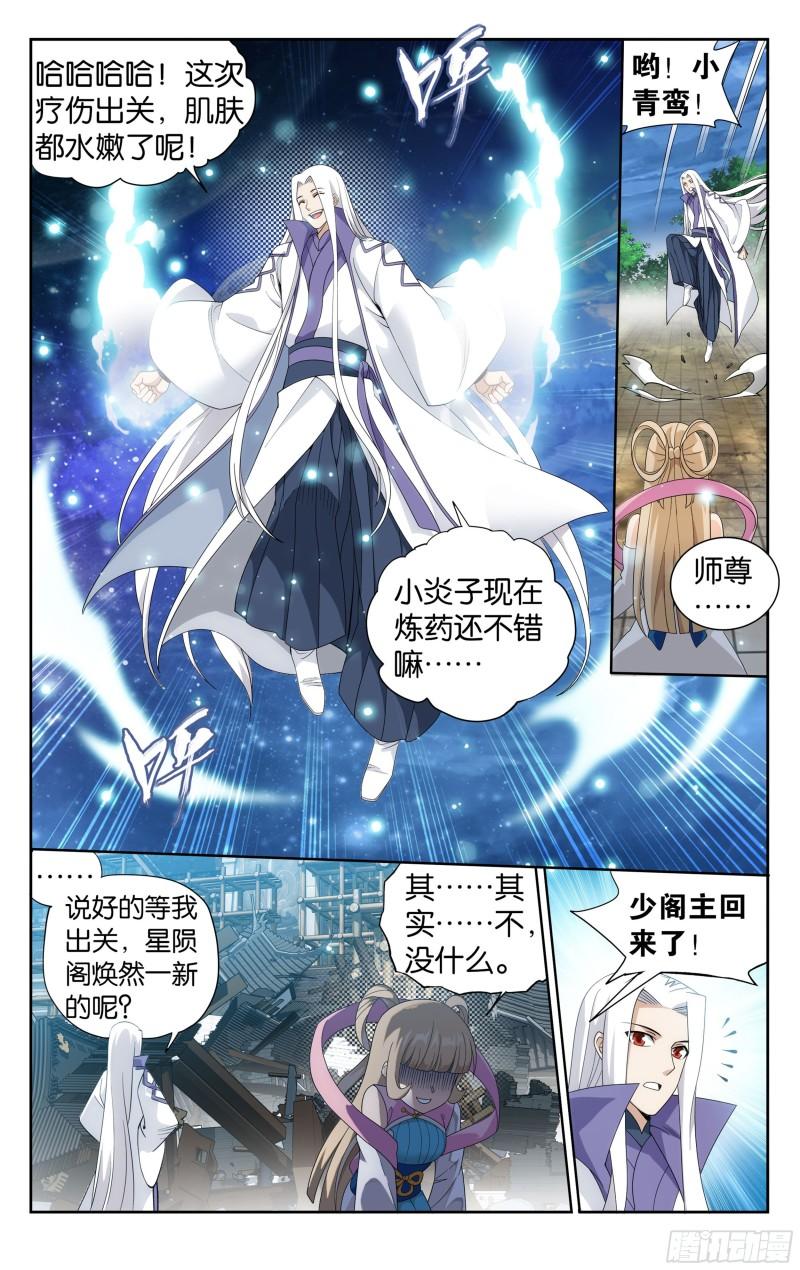 哈哈哈哈！这次
疗伤出关，肌肤
都水嫩了呢！
呯
小炎子现在
炼药还不错
嘛……
呯
哟！小
青鸾！
师尊
……
……
说好的等我
出关，星陨
阁焕然一新
的呢？
其……其
实……不，
没什么。
少阁主回
来了！
腾讯动漫